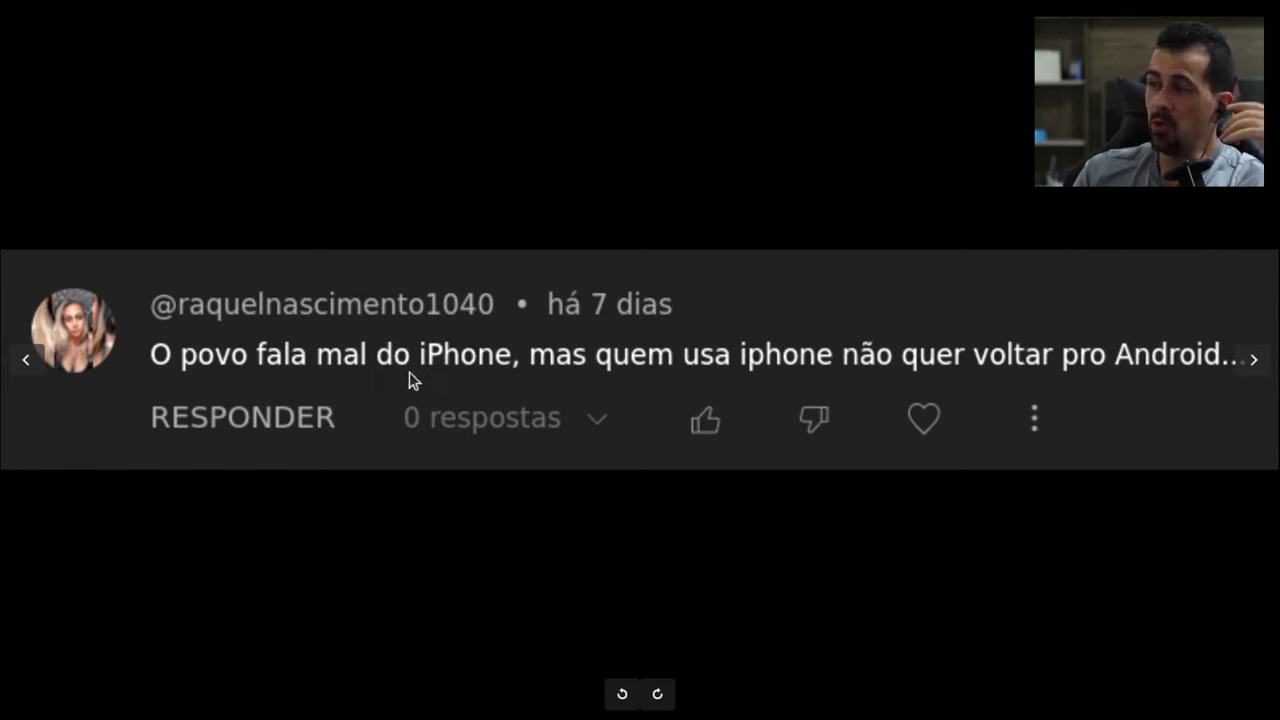 @raquelnascimento1040 • há 7 dias
O povo fala mal do iPhone, mas quem usa iphone não quer voltar pro Android...
RESPONDER 0 respostas